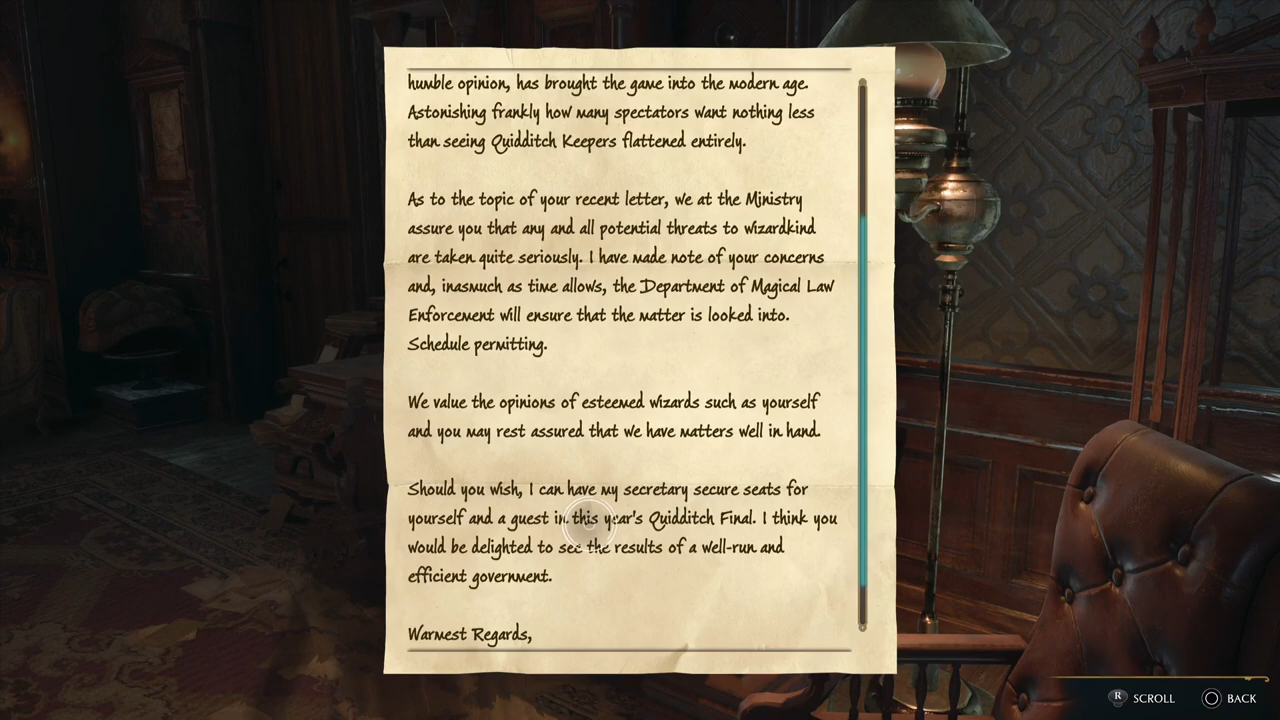 humble opinion, has brought the game into the modern age.
Astonishing frankly how many spectators want nothing less
than seeing Quidditch Keepers flattened entirely.
As to the topic of your recent letter, we at the Ministry
assure you that any and all potential threats to wizardkind
are taken quite seriously. I have made note of your concerns
and, inasmuch as time allows, the Department of Magical Law
Enforcement will ensure that the matter is looked into.
Schedule permitting.
We value the opinions of esteemed wizards such as yourself
and you may rest assured that we have matters well in hand.
Should you wish, I can have my secretary secure seats for
yourself and a guest in this year's Quidditch Final. I think you
would be delighted to see the results of a well-run and
efficient government.
Warmest Regards,
R SCROLL BACK